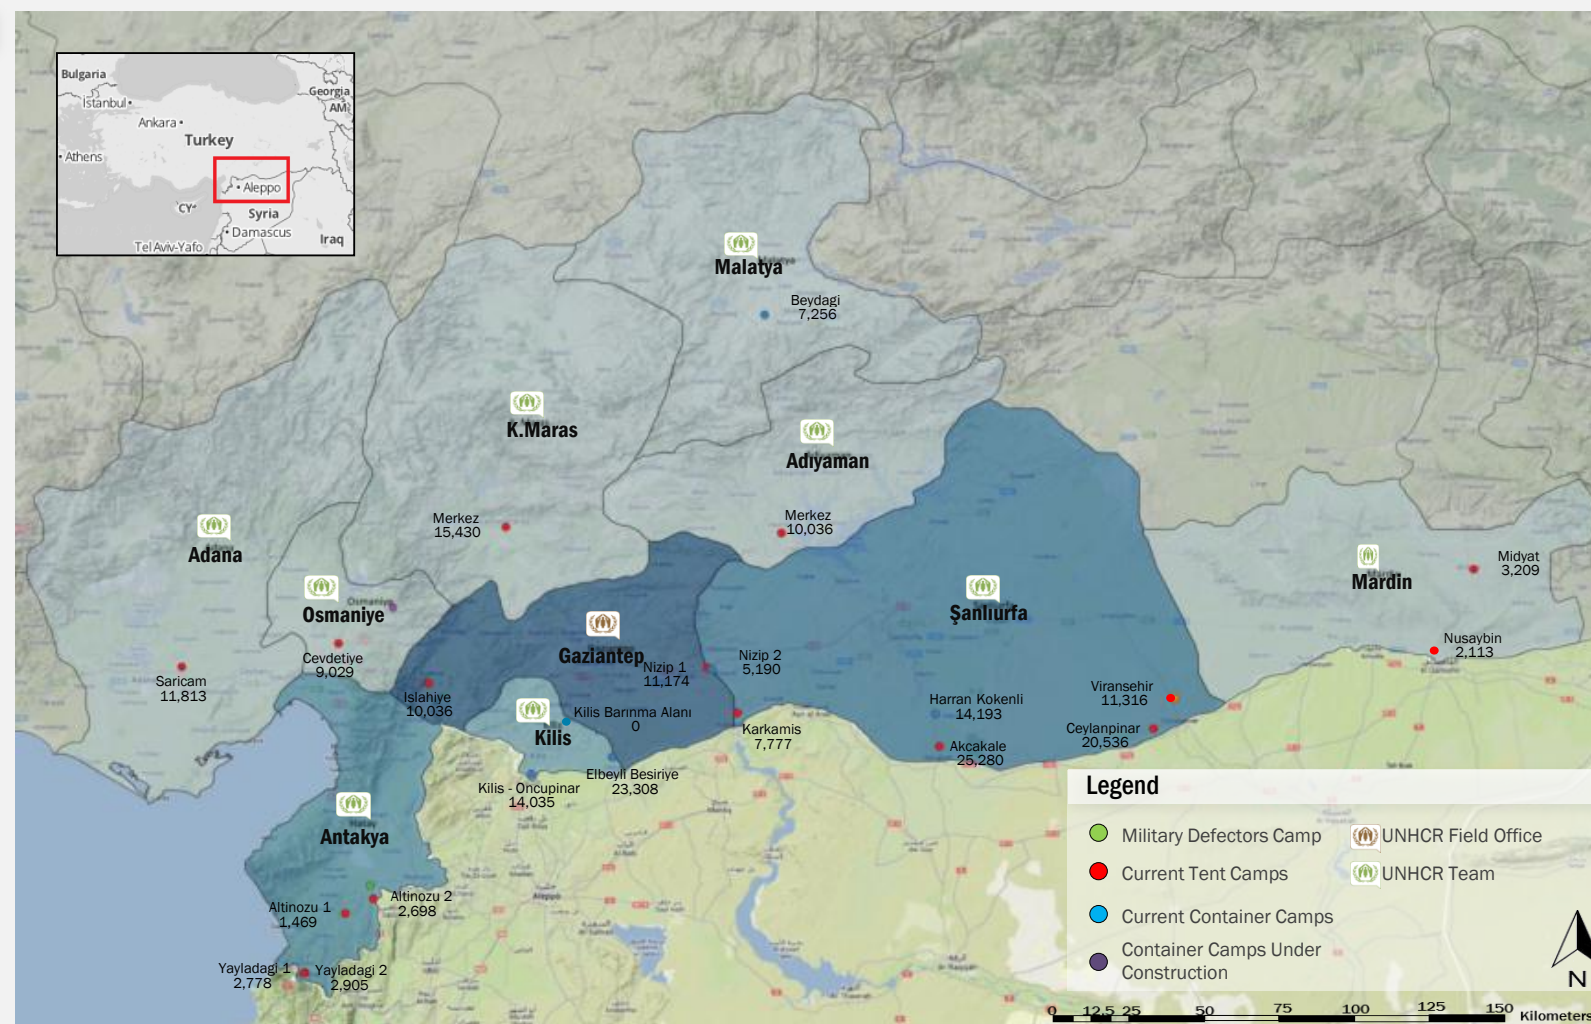 Bulgaria
Georgia
AM
Istanbul
Ankara
Turkey
Athens
Aleppo
CY
Syria
Damascus
Tel Aviv-Yafo
Iraq
Malatya
Beydagi
7,256
K.Maras
Adıyaman
Merkez
15,430
Merkez
10,036
Adana
Osmaniye
Osmaniye
Cevdetiye
9,029
Saricam
11,813
Gaziantep
Islahiye
10,036
Nizip 1
11,174
Nizip 2
5,190
Şanlıurfa
Mardin
Midyat
3,209
Nusaybin
2,113
Viransehir
11,316
Ceylanpinar
20,536
Harran Kokenli
14,193
Akcakale
25,280
Karkamis
7,777
Kilis Barınma Alanı
0
Kilis
Kilis - Oncupinar
14,035
Elbeyli Besiriye
23,308
Antakya
Hatay
Altinozu 1
1,469
Altinozu 2
2,698
Yayladagi 1
2,778
Yayladagi 2
2,905
Aleppo
Legend
Military Defectors Camp
UNHCR Field Office
Current Tent Camps
UNHCR Team
Current Container Camps
Container Camps Under
Construction
N
0 12,5 25 50 75 100 125 150 Kilometers